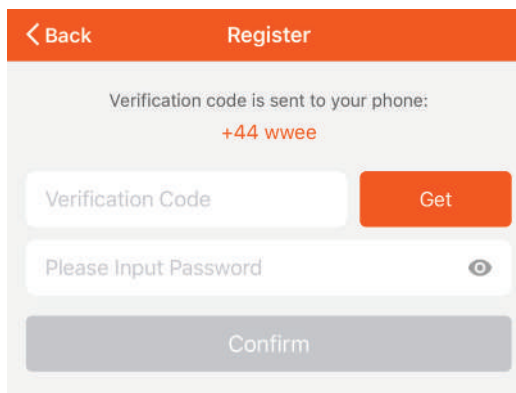 Back
Register
Verification code is sent to your phone:
+44 wwee
Verification Code
Get
Please Input Password
Confirm